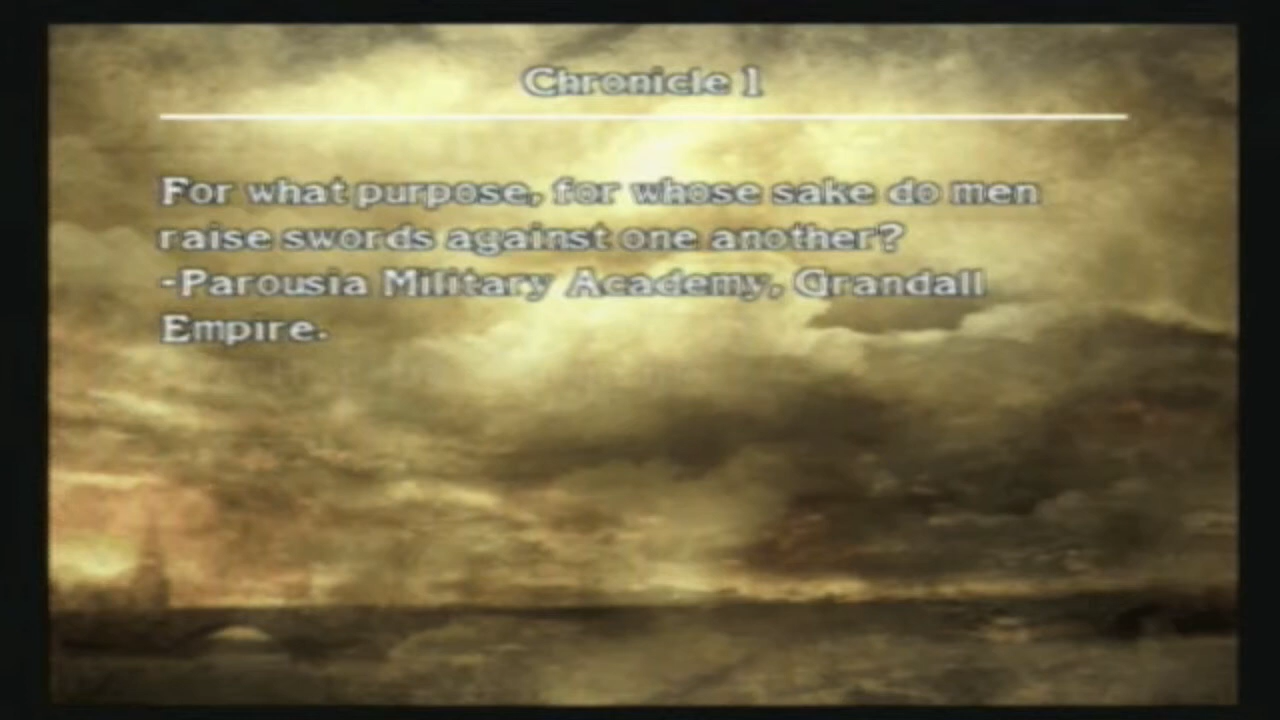 Chronicle 1
For what purpose, for whose sake do men
raise swords against one another?
-Parousia Military Academy, Grandall
Empire.